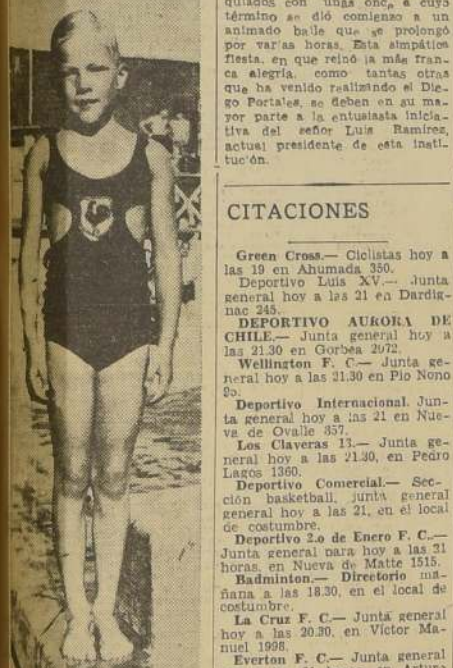 quiados con unas once, a cuyo
término se dió comienzo a un
animado baile que se prolongó
por varias horas. Esta simpática
fiesta, en que reinó la más fran-
ca alegría, como tantas otras
que ha venido realizando el Die-
go Portales, se deben en su ma-
yor parte a la entusiasta inicia-
tiva del señor Luis Ramírez,
actual presidente de esta insti-
tución.
CITACIONES
Green Cross.— Ciclistas hoy a
las 19 en Ahumada 350.
Deportivo Luis XV.— Junta
general hoy a las 21 en Dardig-
nac 245.
DEPORTIVO AURORA DE
CHILE.— Junta general hoy a
las 21.30 en Gorbea 2072.
Wellington F. C.— Junta ge-
neral hoy a las 21.30 en Pio Nono
Deportivo Internacional. Jun-
ta general hoy a las 21 en Nue-
va de Ovalle 857.
Los Claveras 13.— Junta ge-
neral hoy a las 21.30, en Pedro
Lagos 1360.
Deportivo Comercial.— Sec-
ción basketball, junta general
general hoy a las 21, en el local
de costumbre.
Deportivo 2.o de Enero F. C.—
Junta general para hoy a las 21
horas, en Nueva de Matte 1515.
Badminton.— Directorio ma-
ñana a las 18.30, en el local de
costumbre.
La Cruz F. C.— Junta general
hoy a las 20.30, en Víctor Ma-
nuel 1998.
Everton F. C.— Junta general